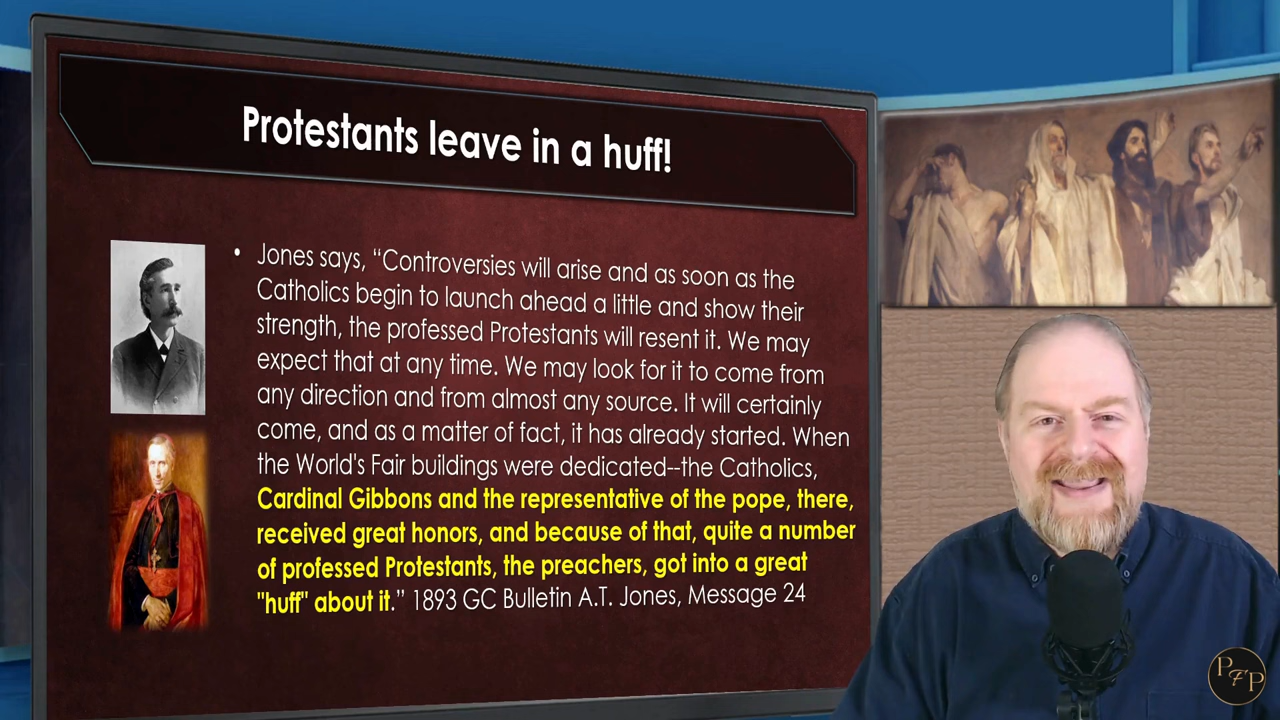 Protestants leave in a huff!
• Jones says, “Controversies will arise and as soon as the
Catholics begin to launch ahead a little and show their
strength, the professed Protestants will resent it. We may
expect that at any time. We may look for it to come from
any direction and from almost any source. It will certainly
come, and as a matter of fact, it has already started. When
the World's Fair buildings were dedicated--the Catholics,
Cardinal Gibbons and the representative of the pope, there,
received great honors, and because of that, quite a number
of professed Protestants, the preachers, got into a great
"huff" about it.” 1893 GC Bulletin A.T. Jones, Message 24
PFP